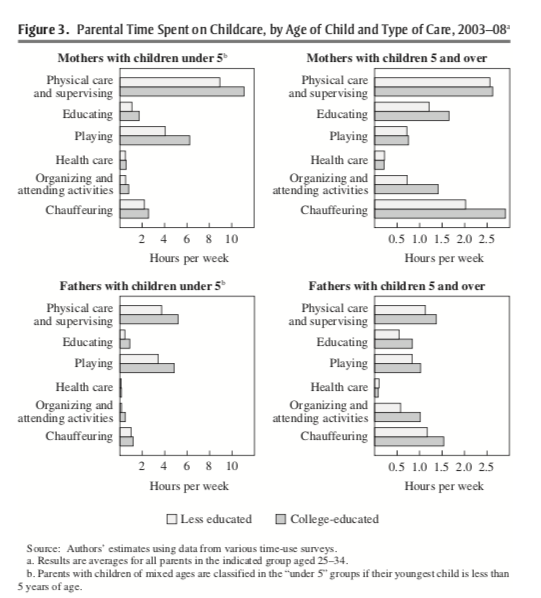 Figure 3. Parental Time Spent on Childcare, by Age of Child and Type of Care, 2003–08ª
Mothers with children under 5ᵇ
Physical care
and supervising
Educating
Playing
Health care
Organizing and
attending activities
Chauffeuring
2 4 6 8 10
Hours per week
Mothers with children 5 and over
Physical care
and supervising
Educating
Playing
Health care
Organizing and
attending activities
Chauffeuring
0.5 1.0 1.5 2.0 2.5
Hours per week
Fathers with children under 5ᵇ
Physical care
and supervising
Educating
Playing
Health care
Organizing and
attending activities
Chauffeuring
2 4 6 8 10
Hours per week
Fathers with children 5 and over
Physical care
and supervising
Educating
Playing
Health care
Organizing and
attending activities
Chauffeuring
0.5 1.0 1.5 2.0 2.5
Hours per week
Less educated
College-educated
Source: Authors’ estimates using data from various time-use surveys.
a. Results are averages for all parents in the indicated group aged 25–34.
b. Parents with children of mixed ages are classified in the “under 5” groups if their youngest child is less than
5 years of age.